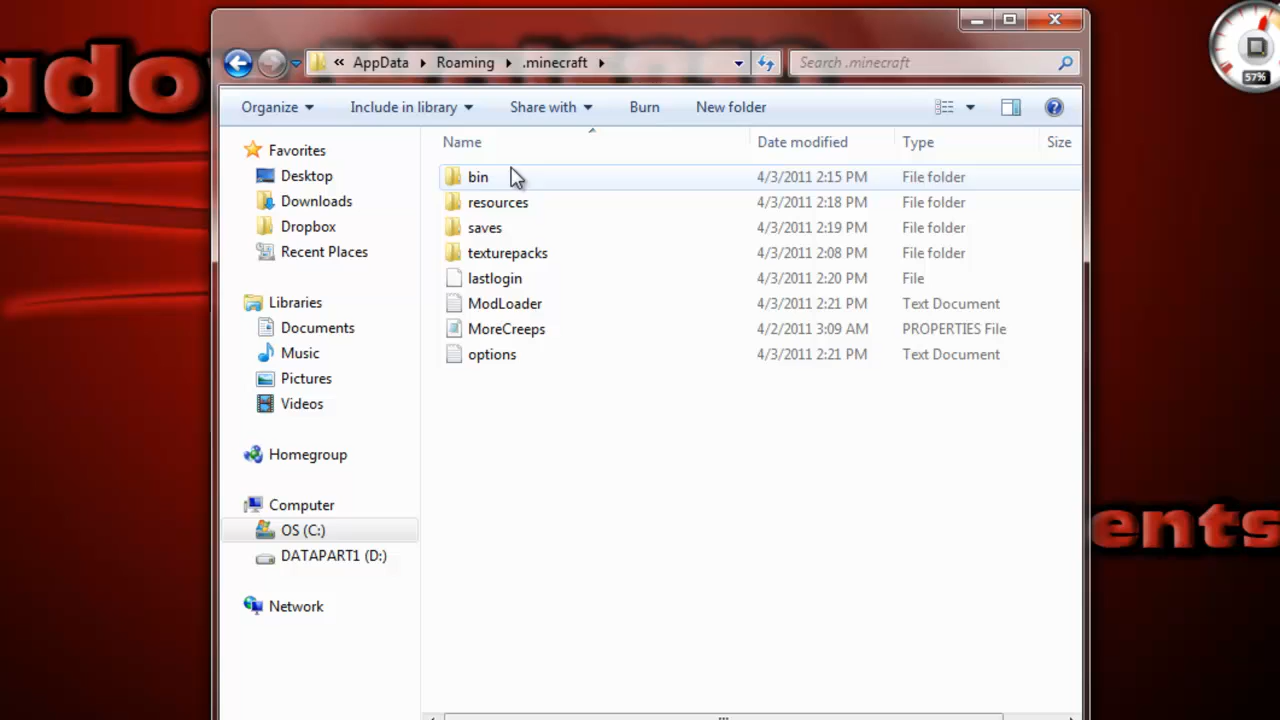 57%
AppData Roaming .minecraft
Search .minecraft
Organize Include in library Share with Burn New folder
Name Date modified Type Size
bin 4/3/2011 2:15 PM File folder
resources 4/3/2011 2:18 PM File folder
saves 4/3/2011 2:19 PM File folder
texturepacks 4/3/2011 2:08 PM File folder
lastlogin 4/3/2011 2:20 PM File
ModLoader 4/3/2011 2:21 PM Text Document
MoreCreeps 4/2/2011 3:09 AM PROPERTIES File
options 4/3/2011 2:21 PM Text Document
Favorites
Desktop
Downloads
Dropbox
Recent Places
Libraries
Documents
Music
Pictures
Videos
Homegroup
Computer
OS (C:)
DATAPART1 (D:)
Network
ents